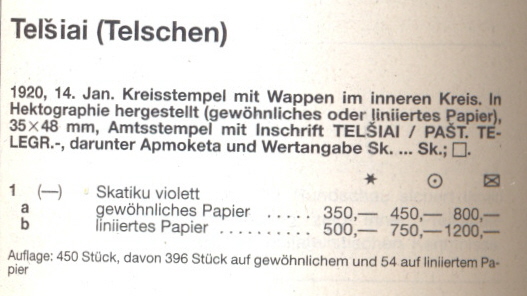 Telšiai (Telschen)
1920, 14. Jan. Kreisstempel mit Wappen im inneren Kreis. In
Hektographie hergestellt (gewöhnliches oder liniiertes Papier),
35×48 mm, Amtsstempel mit Inschrift TELŠIAI / PAŠT. TE-
LEGR.-, darunter Apmoketa und Wertangabe Sk. ... Sk.; □.
✶ ⊙ ✉
1 (—) Skatiku violett
a gewöhnliches Papier ..... 350,— 450,— 800,—
b liniiertes Papier .......... 500,— 750,— 1200,—
Auflage: 450 Stück, davon 396 Stück auf gewöhnlichem und 54 auf liniiertem Pa-
pier